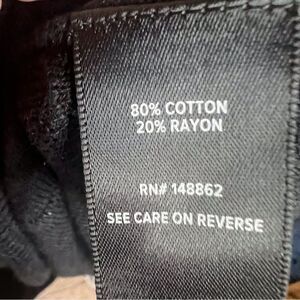 80% COTTON
20% RAYON
RN# 148862
SEE CARE ON REVERSE